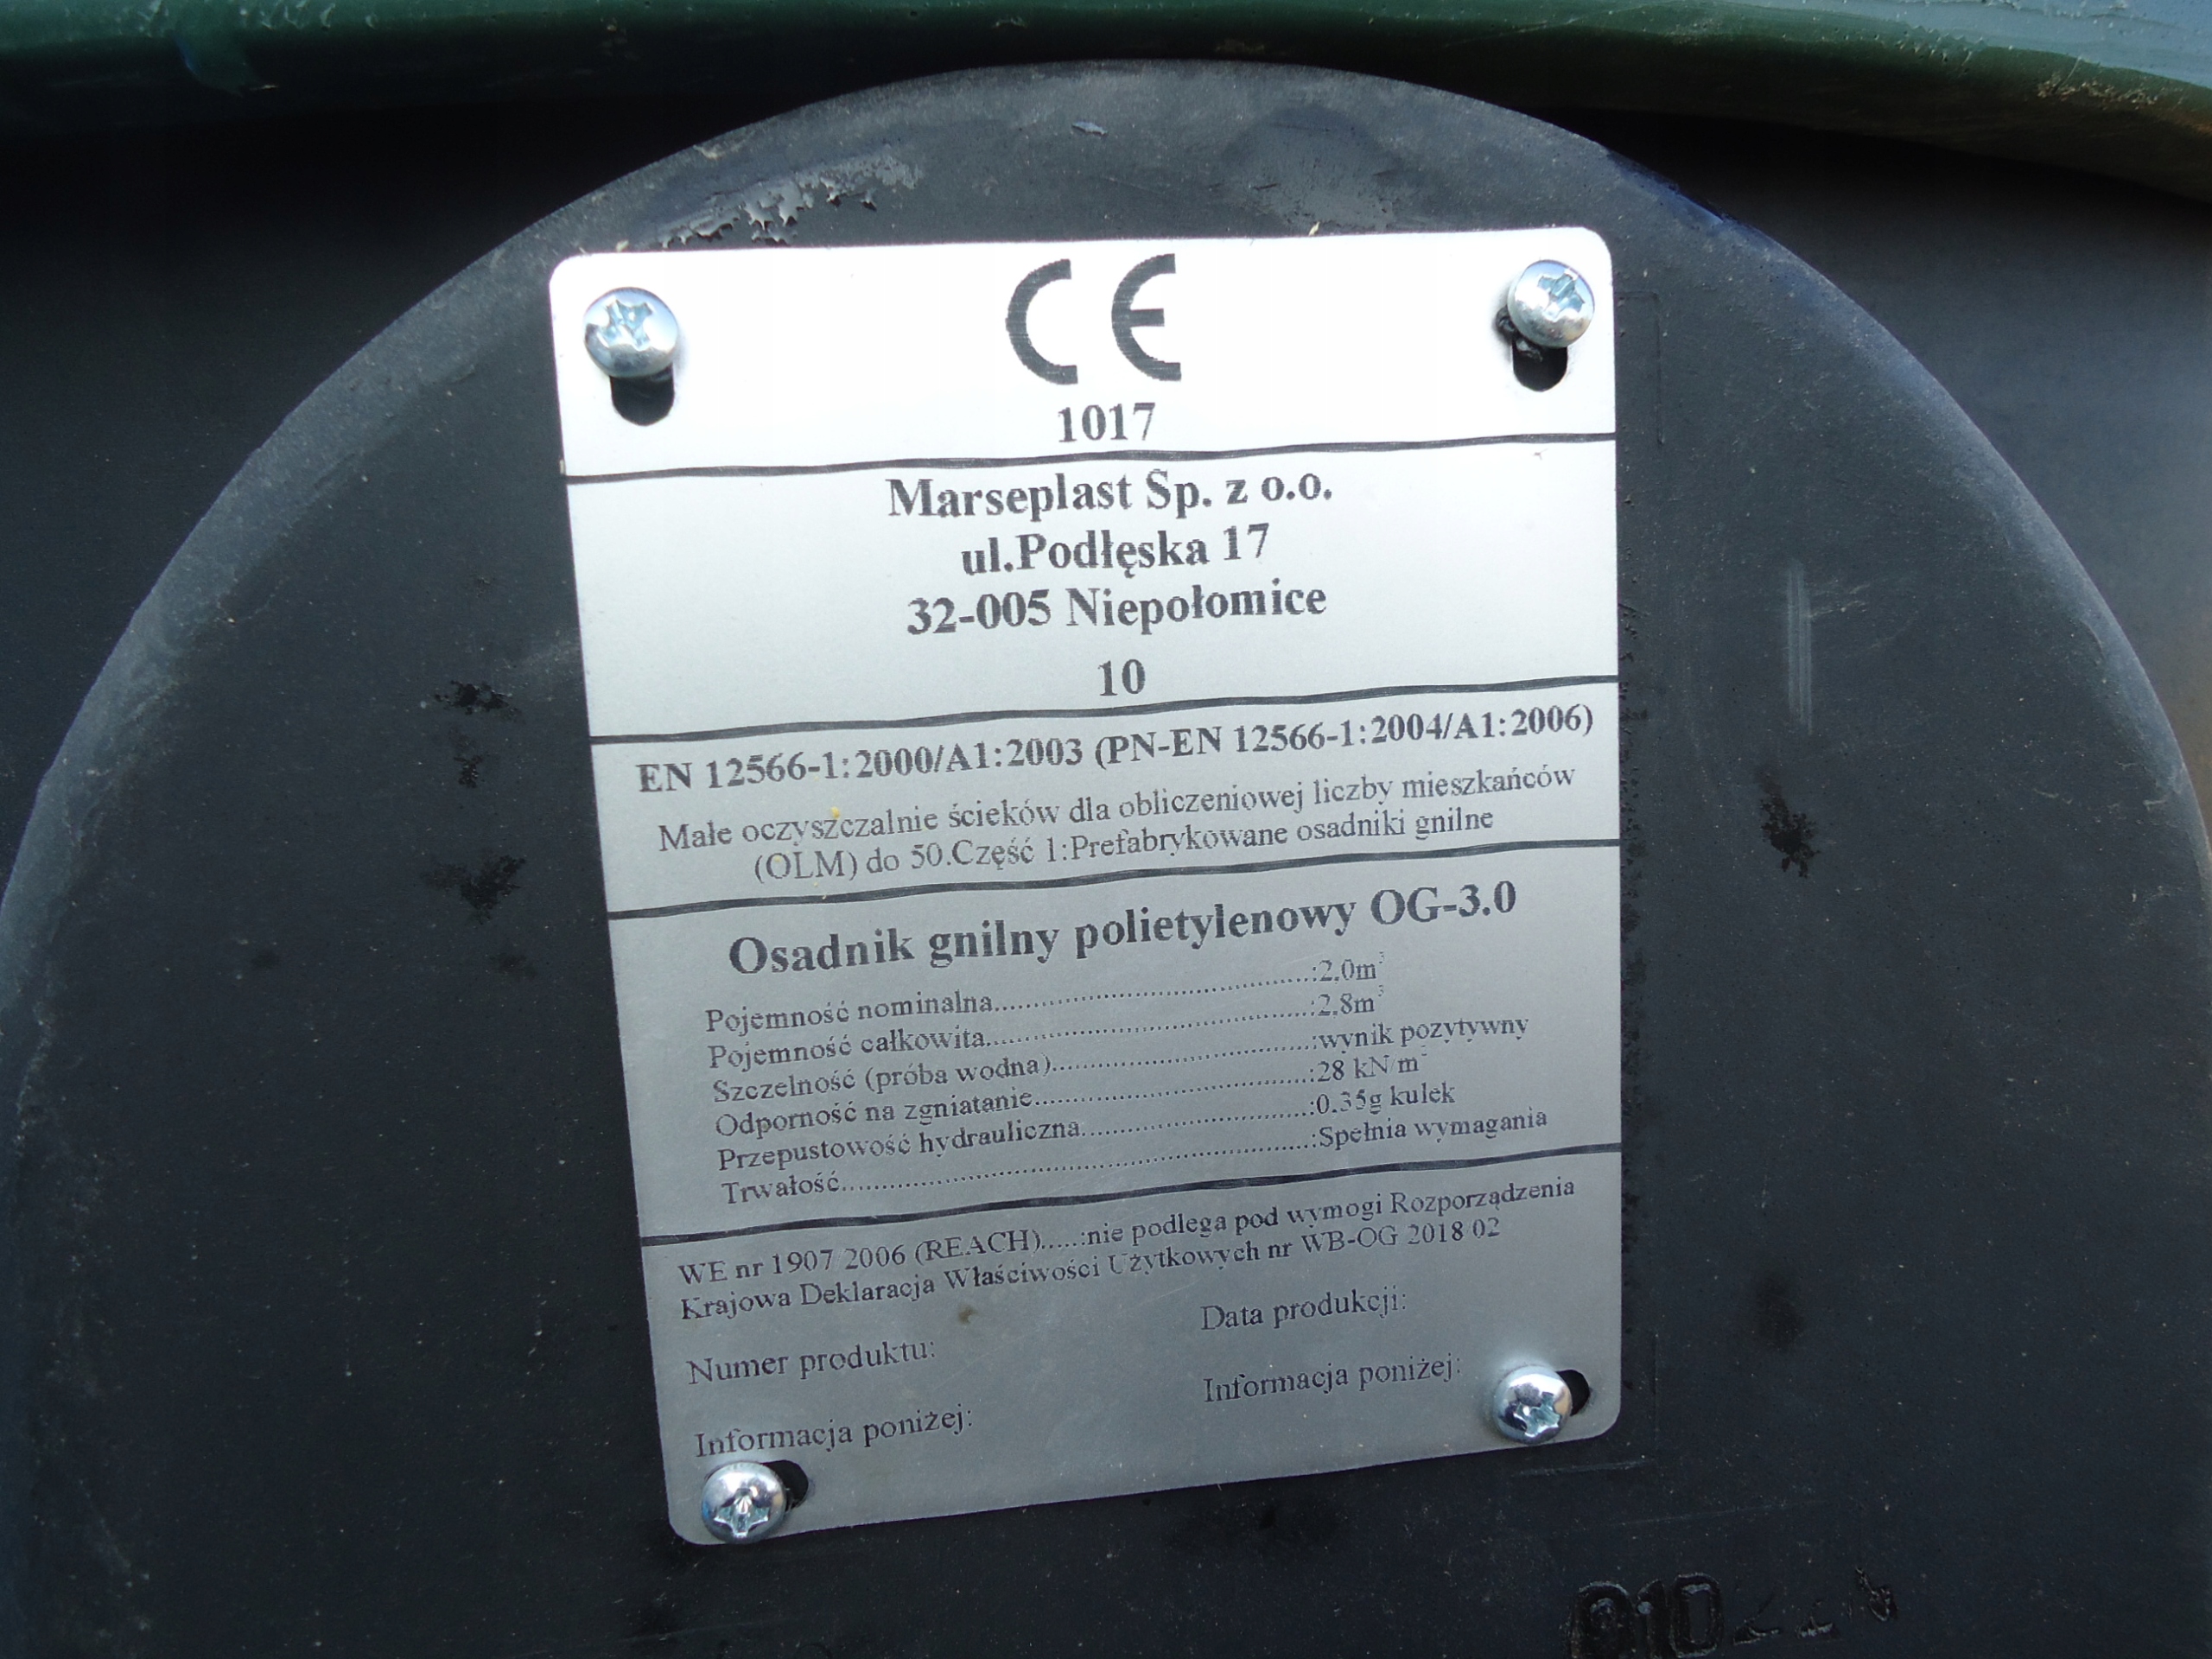 CE
1017
Marseplast Sp. z o.o.
ul.Podłęska 17
32-005 Niepołomice
10
EN 12566-1:2000/A1:2003 (PN-EN 12566-1:2004/A1:2006)
Małe oczyszczalnie ścieków dla obliczeniowej liczby mieszkańców
(OLM) do 50.Część 1:Prefabrykowane osadniki gnilne
Osadnik gnilny polietylenowy OG-3.0
Pojemność nominalna..............................:2.0m³
Pojemność całkowita..............................:2.8m³
Szczelność (próba wodna)..............................:wynik pozytywny
Odporność na zgniatanie..............................:28 kN/m²
Przepustowość hydrauliczna..............................:0.35g kulek
Trwałość..............................:Spełnia wymagania
WE nr 1907 2006 (REACH).....:nie podlega pod wymogi Rozporządzenia
Krajowa Deklaracja Właściwości Użytkowych nr WB-OG 2018 02
Numer produktu: Data produkcji:
Informacja poniżej: Informacja poniżej: